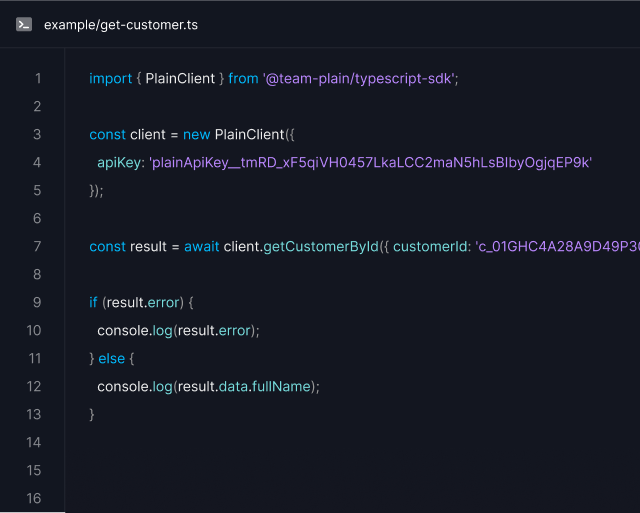 example/get-customer.ts
1 import { PlainClient } from '@team-plain/typescript-sdk';
2
3 const client = new PlainClient({
4 apiKey: 'plainApiKey__tmRD_xF5qiVH0457LkaLCC2maN5hLsBIbyOgjqEP9k'
5 });
6
7 const result = await client.getCustomerById({ customerId: 'c_01GHC4A28A9D49P30
8
9 if (result.error) {
10 console.log(result.error);
11 } else {
12 console.log(result.data.fullName);
13 }
14
15
16